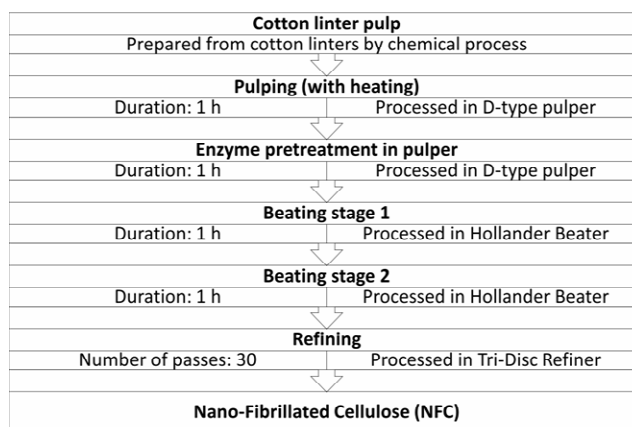 Cotton linter pulp
Prepared from cotton linters by chemical process
Pulping (with heating)
Duration: 1 h Processed in D-type pulper
Enzyme pretreatment in pulper
Duration: 1 h Processed in D-type pulper
Beating stage 1
Duration: 1 h Processed in Hollander Beater
Beating stage 2
Duration: 1 h Processed in Hollander Beater
Refining
Number of passes: 30 Processed in Tri-Disc Refiner
Nano-Fibrillated Cellulose (NFC)